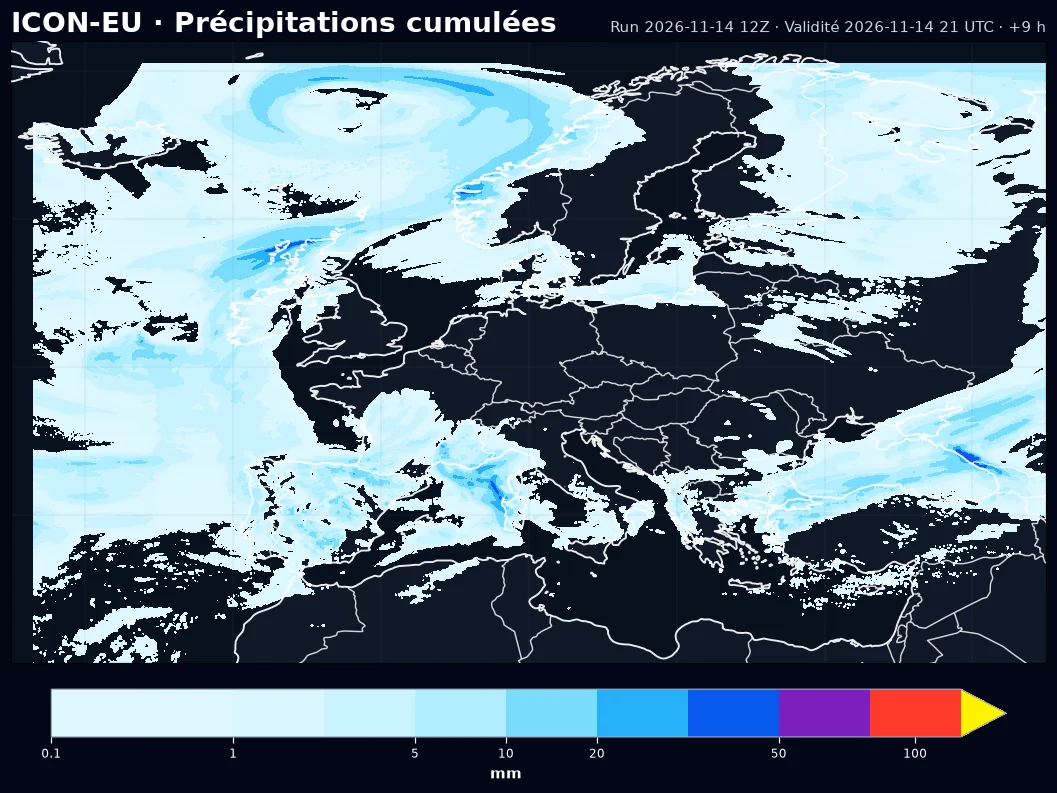 ICON-EU · Précipitations cumulées
Run 2026-11-14 12Z · Validité 2026-11-14 21 UTC · +9 h
0.1 1 5 10 20 50 100
mm